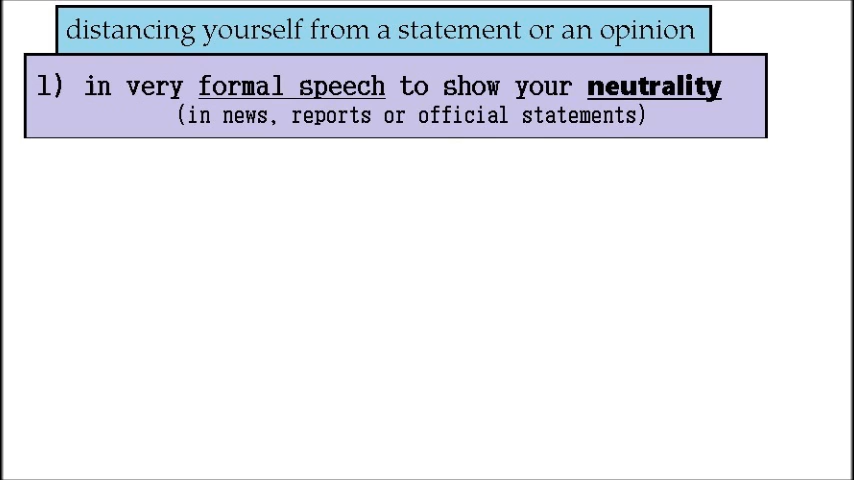 distancing yourself from a statement or an opinion
1) in very formal speech to show your neutrality
(in news, reports or official statements)